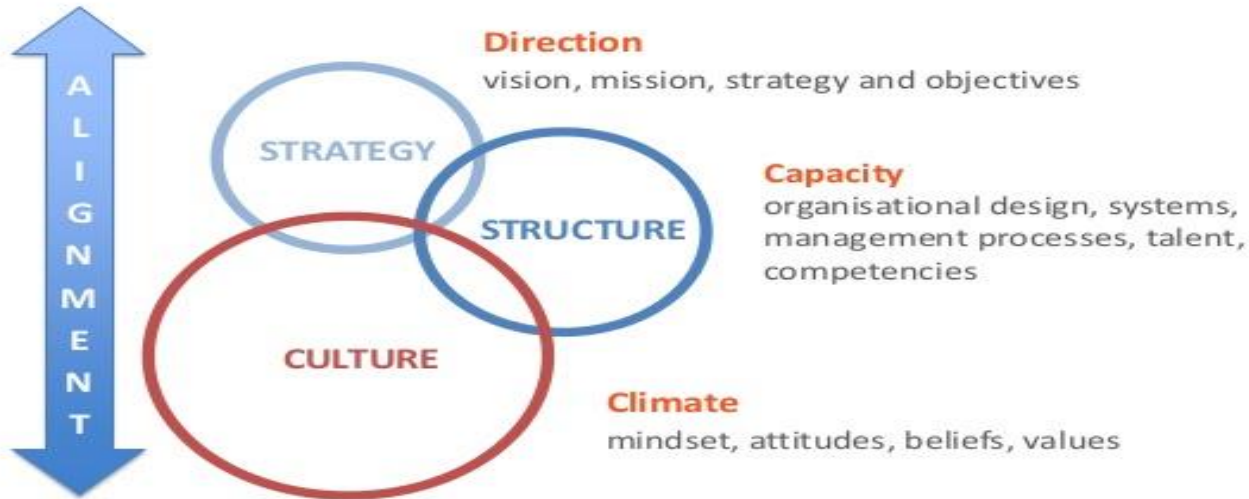 ALIGNMENT
Direction
vision, mission, strategy and objectives
STRATEGY
Capacity
organisational design, systems,
management processes, talent,
competencies
STRUCTURE
CULTURE
Climate
mindset, attitudes, beliefs, values